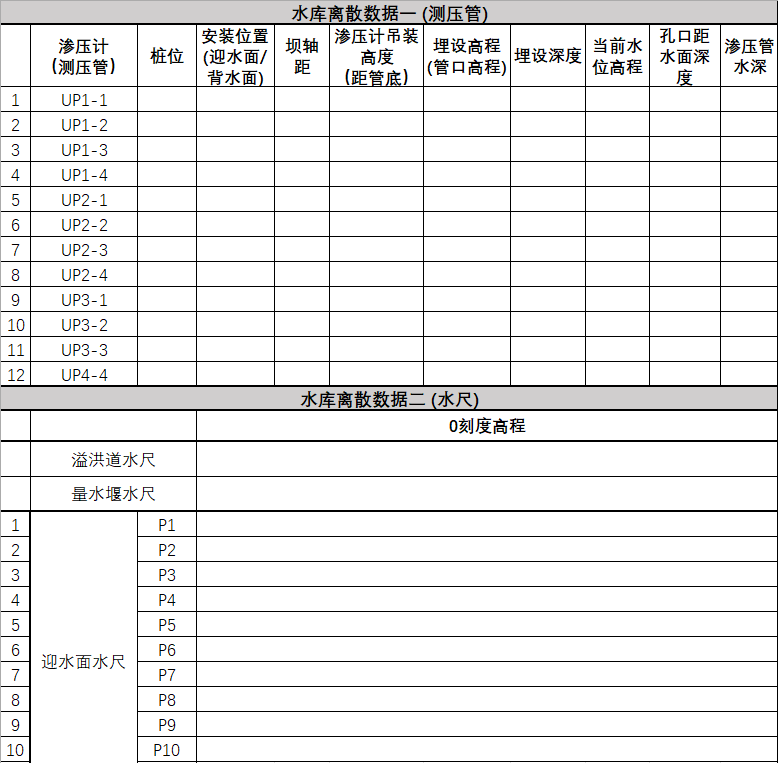 水库离散数据一 (测压管)
渗压计
(测压管)
桩位
安装位置
(迎水面/
背水面)
坝轴
距
渗压计吊装
高度
(距管底)
埋设高程
(管口高程)
埋设深度
当前水
位高程
孔口距
水面深
度
渗压管
水深
1 UP1-1
2 UP1-2
3 UP1-3
4 UP1-4
5 UP2-1
6 UP2-2
7 UP2-3
8 UP2-4
9 UP3-1
10 UP3-2
11 UP3-3
12 UP4-4
水库离散数据二 (水尺)
0刻度高程
溢洪道水尺
量水堰水尺
迎水面水尺
1 P1
2 P2
3 P3
4 P4
5 P5
6 P6
7 P7
8 P8
9 P9
10 P10